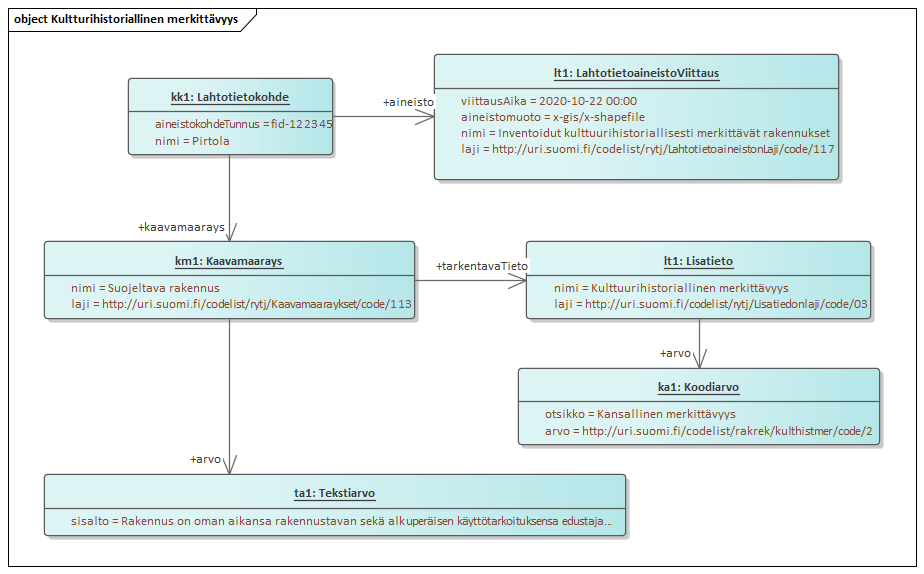 object Kultturihistoriallinen merkittävyys
kk1: Lahtotietokohde
aineistokohdeTunnus = fid-122345
nimi = Pirtola
+aineisto
lt1: LahtotietoaineistoViittaus
viittausAika = 2020-10-22 00:00
aineistomuoto = x-gis/x-shapefile
nimi = Inventoidut kulttuurihistoriallisesti merkittävät rakennukset
laji = http://uri.suomi.fi/codelist/rytj/LahtotietoaineistonLaji/code/117
+kaavamaarays
km1: Kaavamaarays
nimi = Suojeltava rakennus
laji = http://uri.suomi.fi/codelist/rytj/Kaavamaaraykset/code/113
+tarkentavaTieto
lt1: Lisatieto
nimi = Kulttuurihistoriallinen merkittävyys
laji = http://uri.suomi.fi/codelist/rytj/Lisatiedonlaji/code/03
+arvo
ka1: Koodiarvo
otsikko = Kansallinen merkittävyys
arvo = http://uri.suomi.fi/codelist/rakrek/kulthistmer/code/2
+arvo
ta1: Tekstiarvo
sisalto = Rakennus on oman aikansa rakennustavan sekä alkuperäisen käyttötarkoituksensa edustaja...